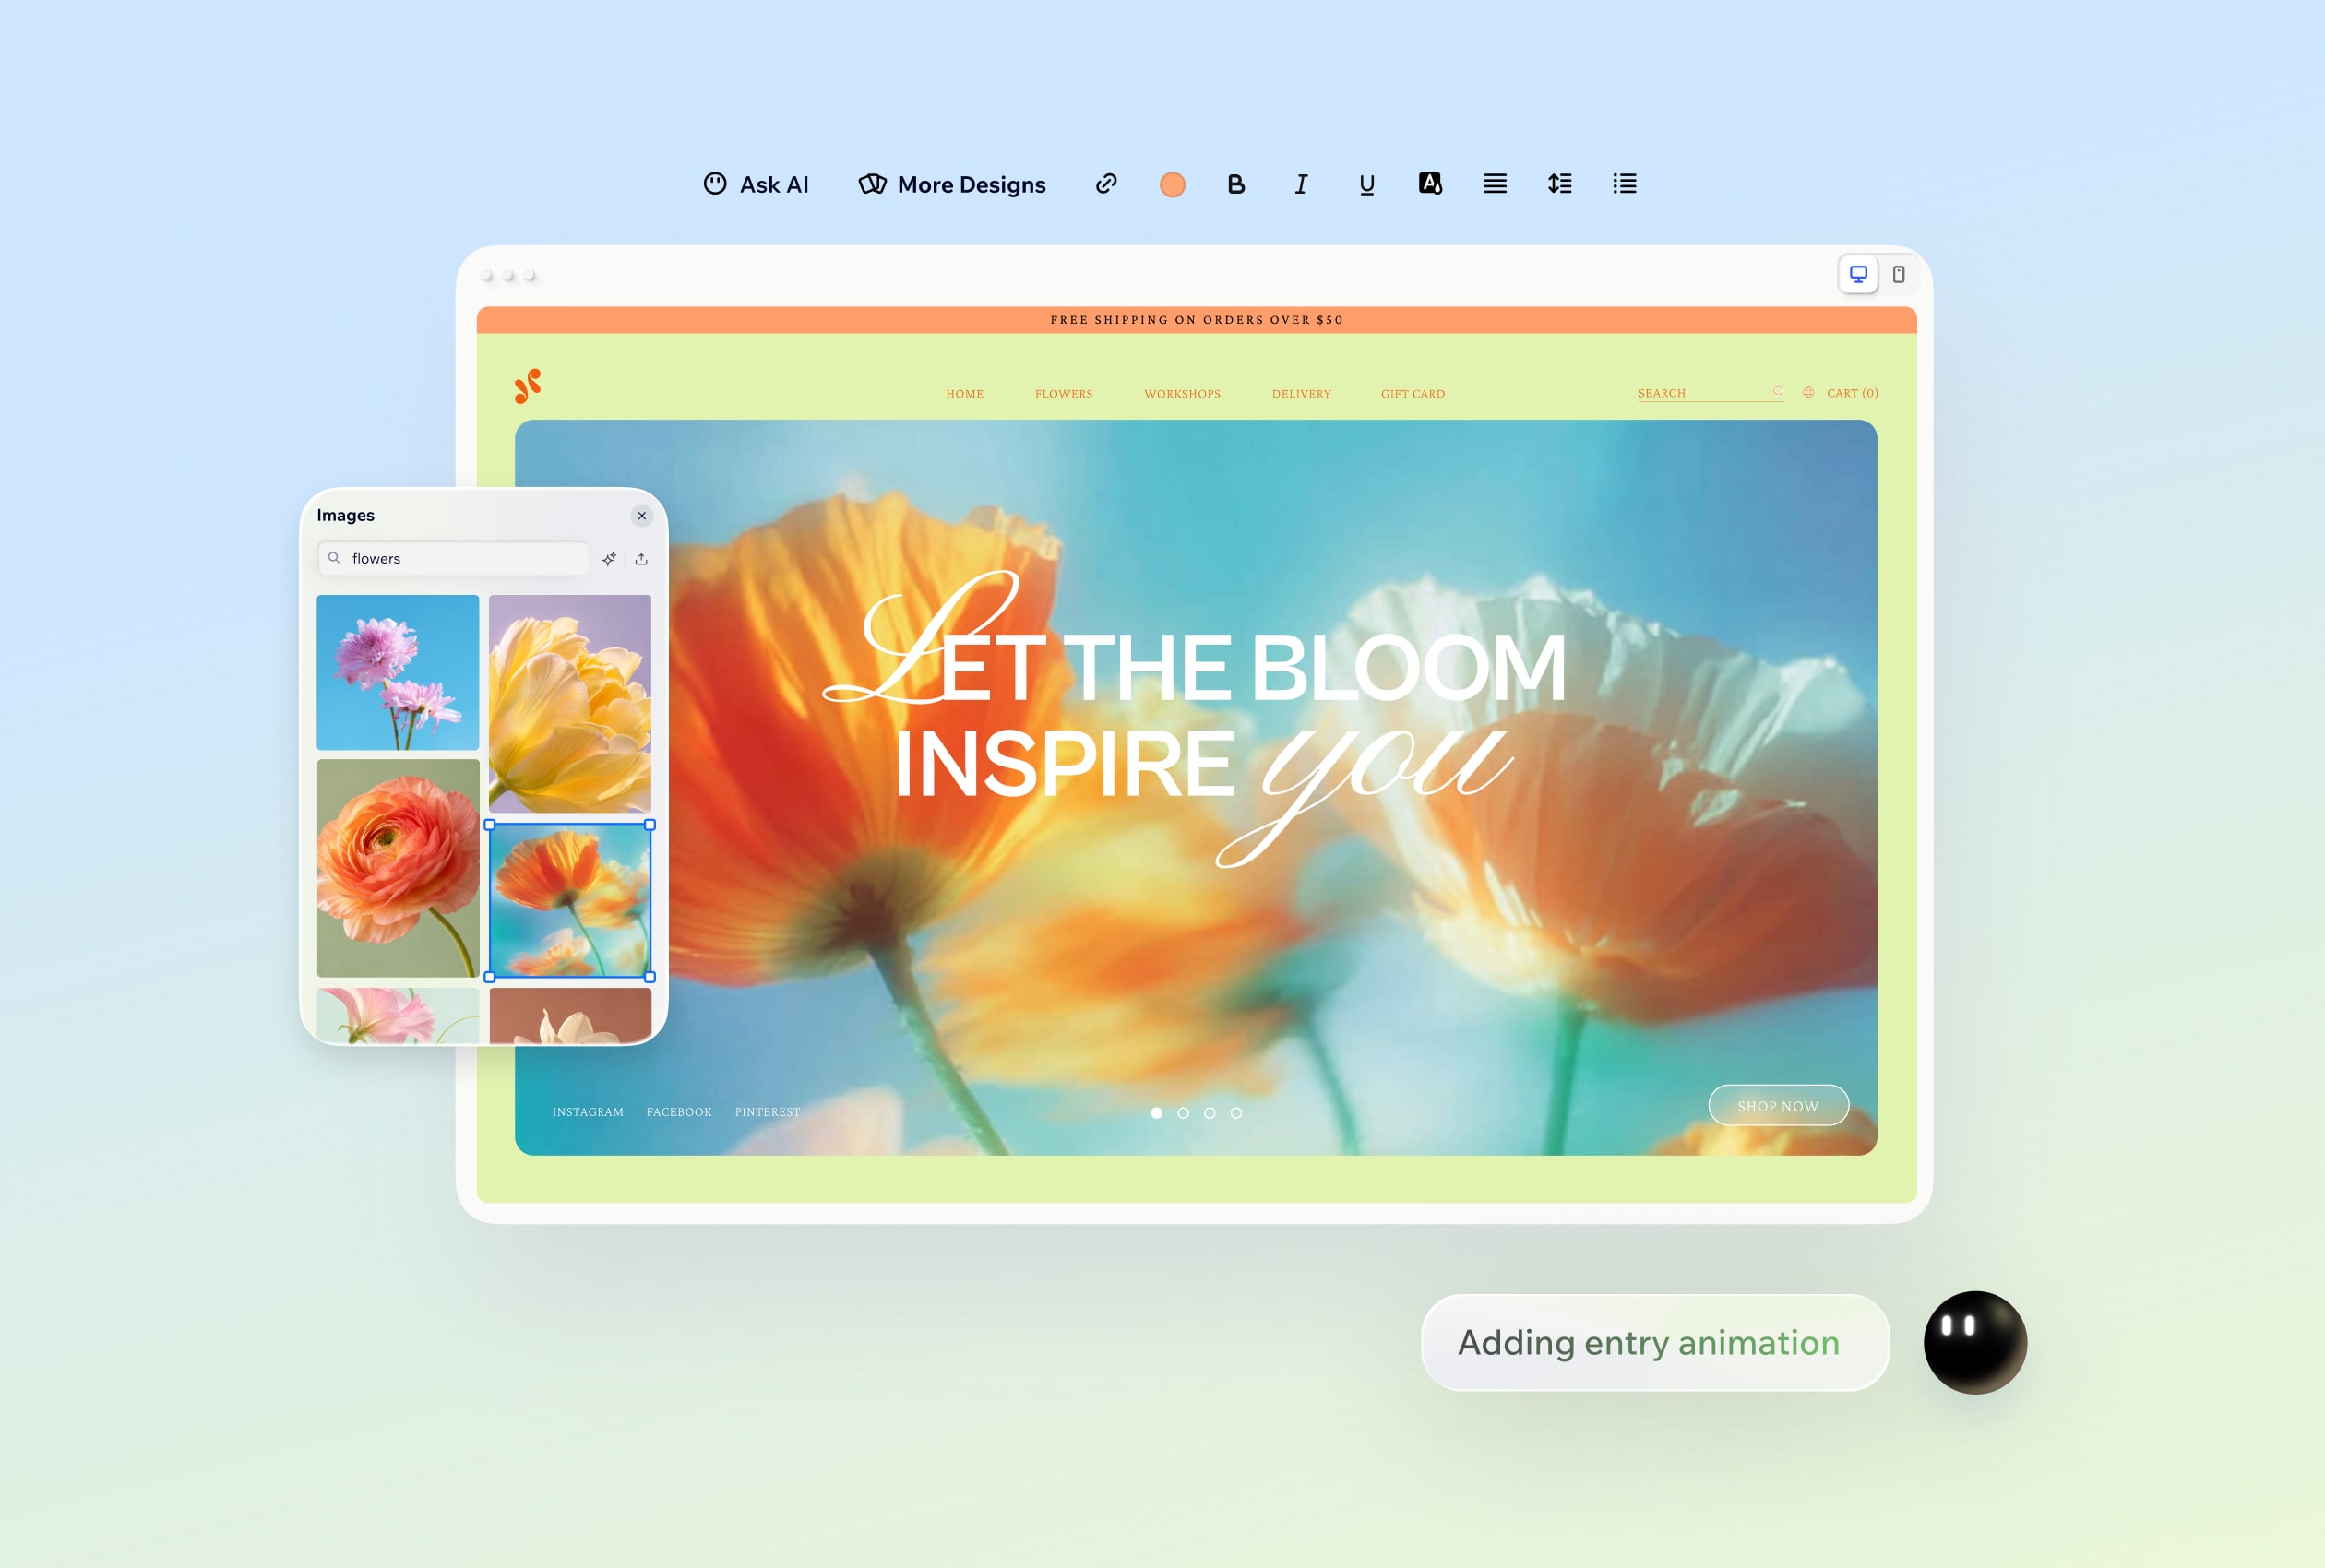 Ask AI More Designs
FREE SHIPPING ON ORDERS OVER $50
HOME FLOWERS WORKSHOPS DELIVERY GIFT CARD SEARCH CART (0)
Images
flowers
LET THE BLOOM
INSPIRE you
INSTAGRAM FACEBOOK PINTEREST
SHOP NOW
Adding entry animation